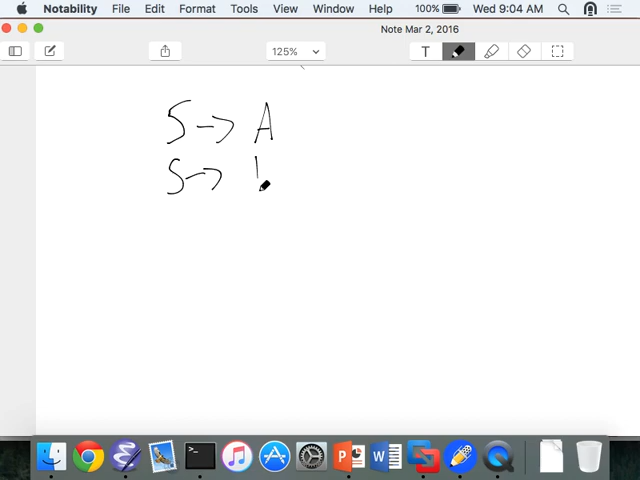 Notability File Edit Format Tools View Window Help 100% Wed 9:04 AM
Note Mar 2, 2016
125% T
S -> A
S ->